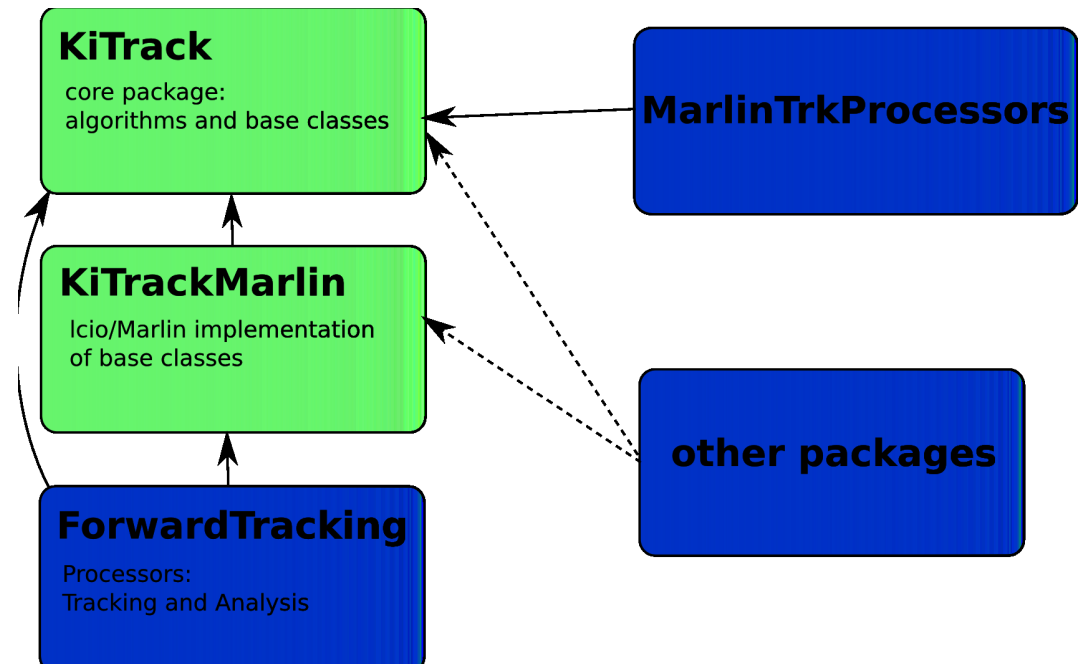 KiTrack
core package:
algorithms and base classes
MarlinTrkProcessors
KiTrackMarlin
lcio/Marlin implementation
of base classes
other packages
ForwardTracking
Processors:
Tracking and Analysis